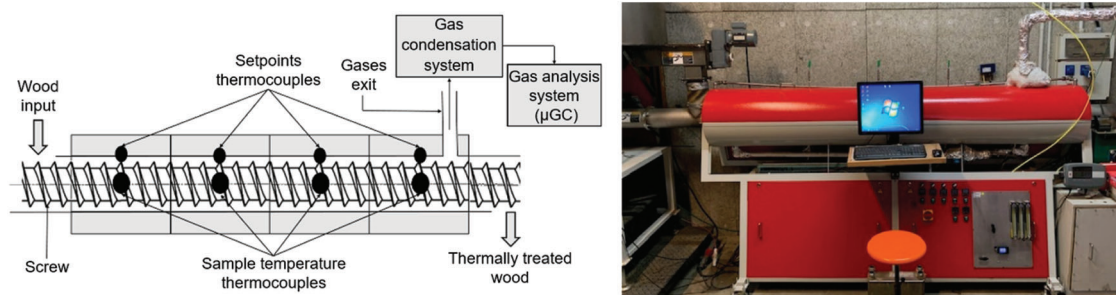 Wood
input
Setpoints
thermocouples
Gases
exit
Gas
condensation
system
Gas analysis
system
(µGC)
Screw
Sample temperature
thermocouples
Thermally treated
wood